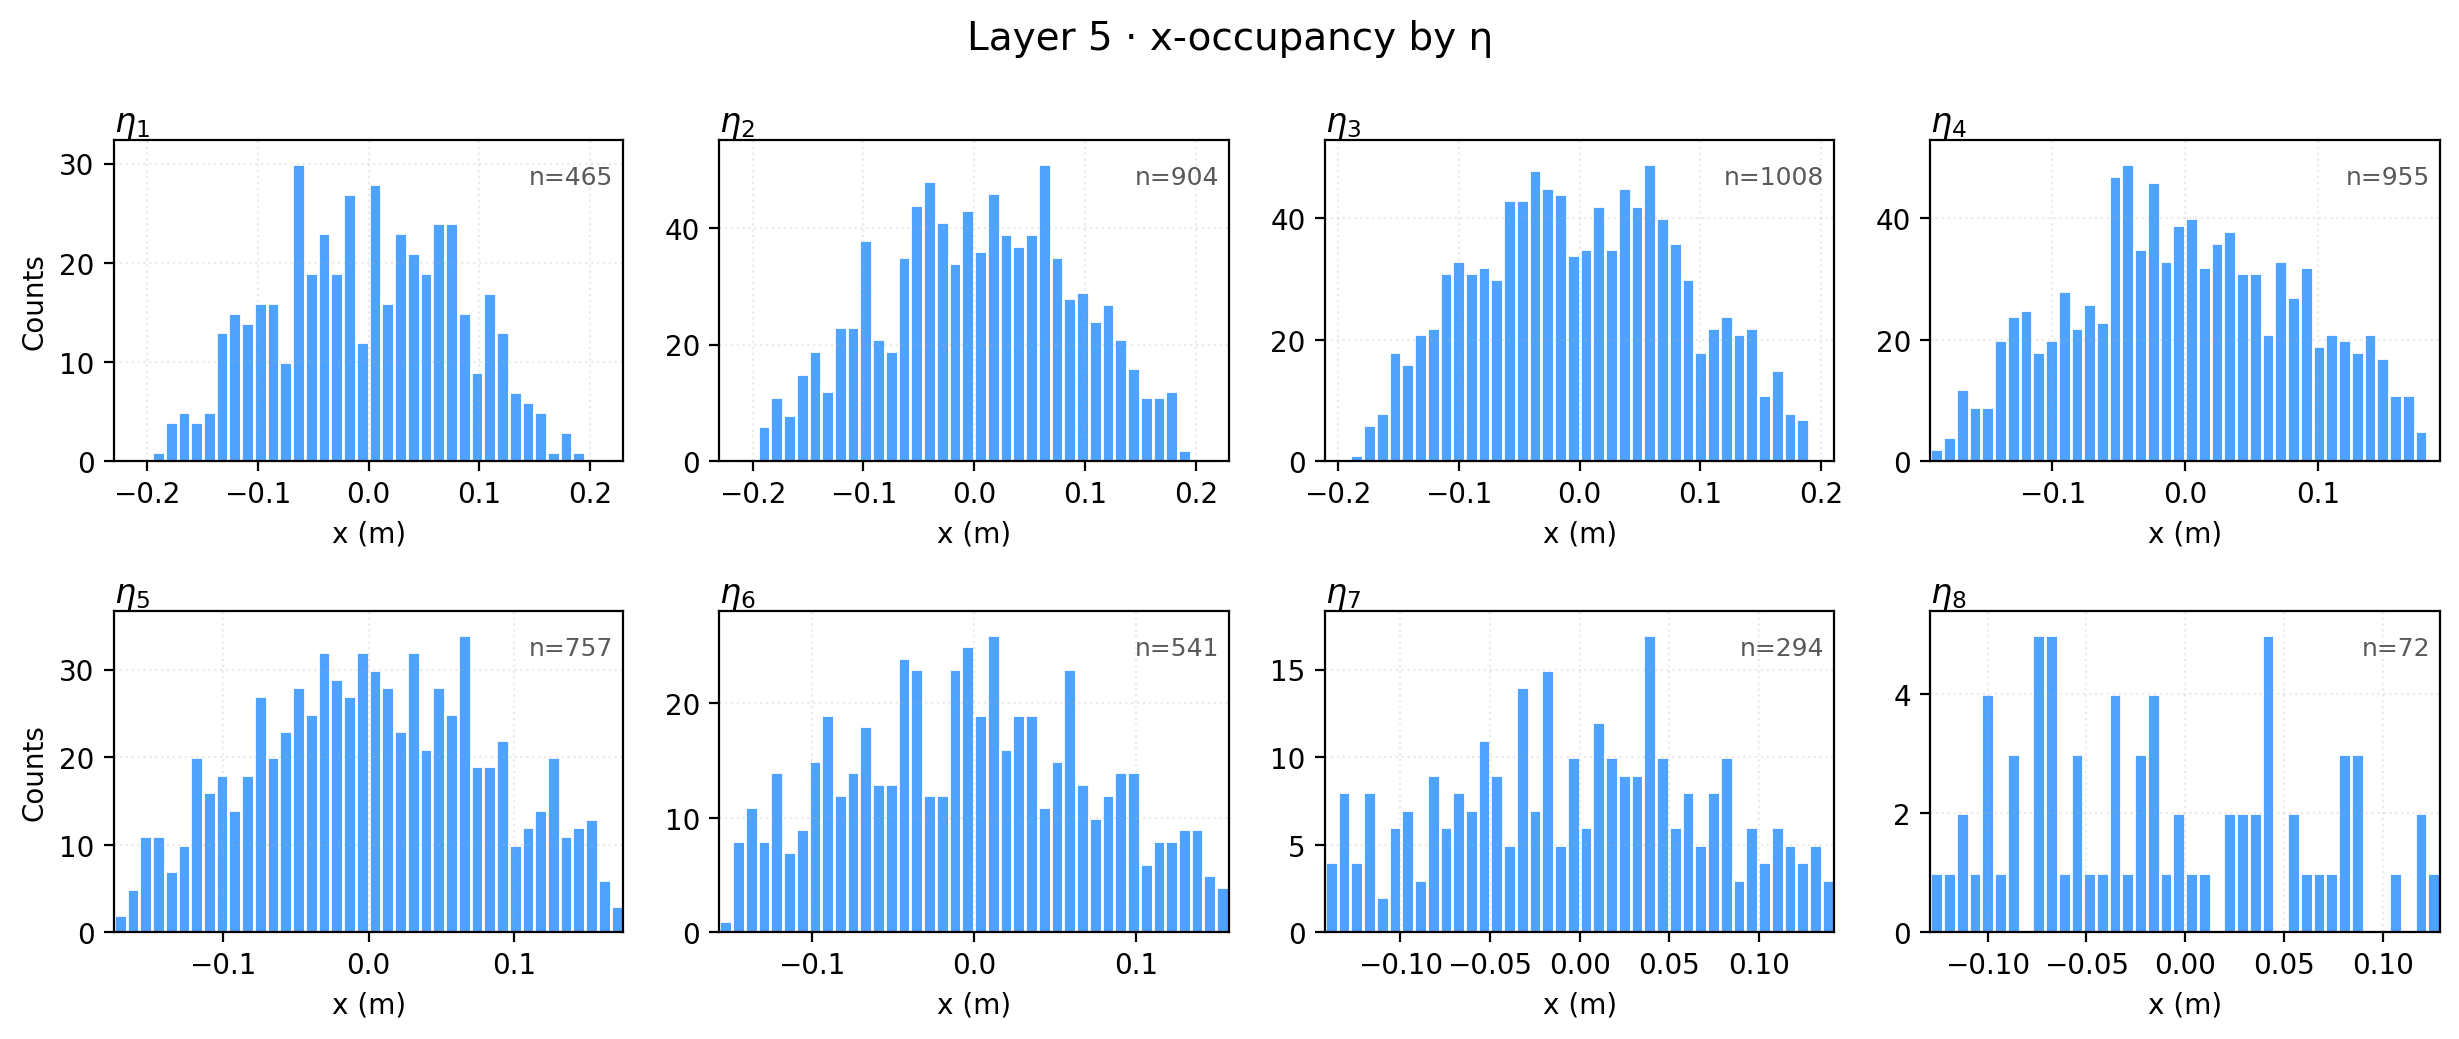 Layer 5 · x-occupancy by η
η1
n=465
Counts
30
20
10
0
−0.2 −0.1 0.0 0.1 0.2
x (m)
η2
n=904
40
20
0
−0.2 −0.1 0.0 0.1 0.2
x (m)
η3
n=1008
40
20
0
−0.2 −0.1 0.0 0.1 0.2
x (m)
η4
n=955
40
20
0
−0.1 0.0 0.1
x (m)
η5
n=757
Counts
30
20
10
0
−0.1 0.0 0.1
x (m)
η6
n=541
20
10
0
−0.1 0.0 0.1
x (m)
η7
n=294
15
10
5
0
−0.10 −0.05 0.00 0.05 0.10
x (m)
η8
n=72
4
2
0
−0.10 −0.05 0.00 0.05 0.10
x (m)